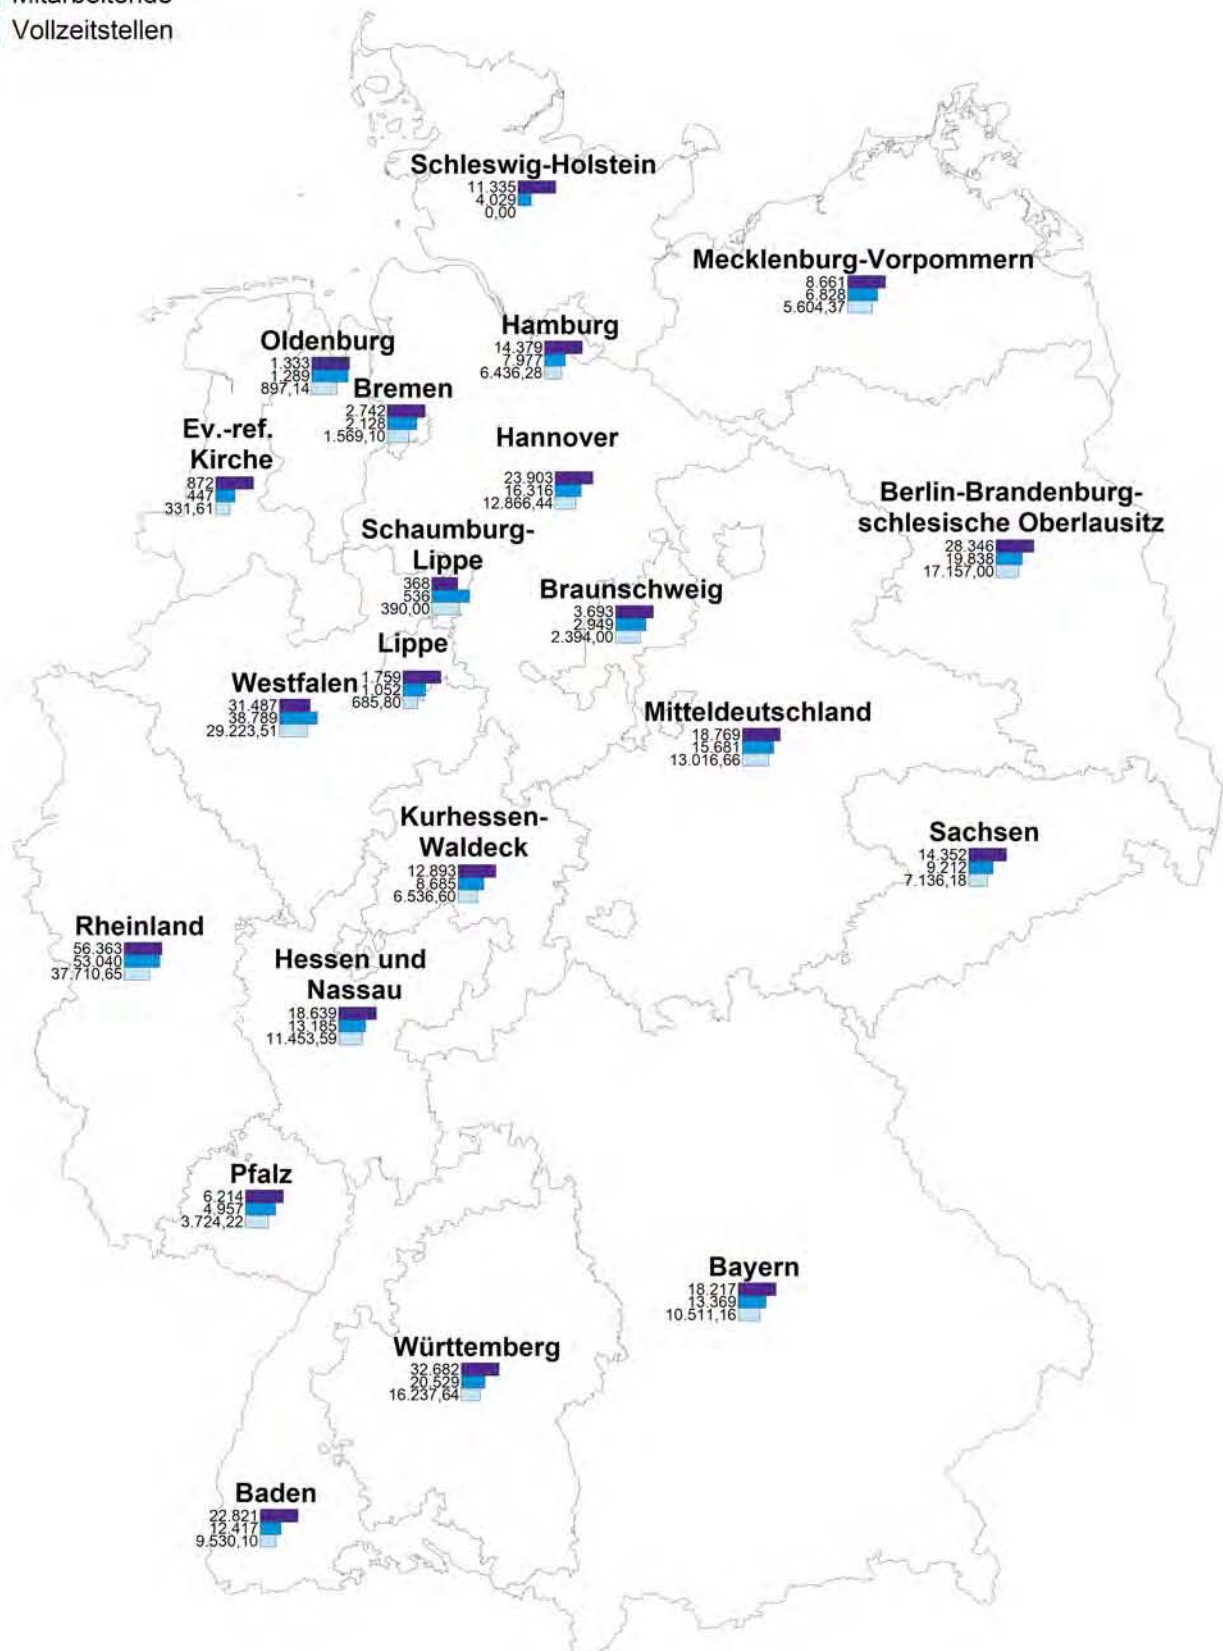 Mitarbeitende
Vollzeitstellen
Schleswig-Holstein
11.335
4.029
0,00
Mecklenburg-Vorpommern
8.661
6.828
5.604,37
Hamburg
14.379
7.977
6.436,28
Oldenburg
1.333
1.289
897,14
Bremen
2.742
2.128
1.569,10
Ev.-ref.
Kirche
872
447
331,61
Hannover
23.903
16.316
12.866,44
Berlin-Brandenburg-
schlesische Oberlausitz
28.346
19.838
17.157,00
Schaumburg-
Lippe
368
536
390,00
Braunschweig
3.693
2.949
2.394,00
Lippe
1.759
1.052
685,80
Westfalen
31.487
38.789
29.223,51
Mitteldeutschland
18.769
15.681
13.016,66
Kurhessen-
Waldeck
12.893
8.685
6.536,60
Sachsen
14.352
9.212
7.136,18
Rheinland
56.363
53.040
37.710,65
Hessen und
Nassau
18.639
13.185
11.453,59
Pfalz
6.214
4.957
3.724,22
Bayern
18.217
13.369
10.511,16
Württemberg
32.682
20.529
16.237,64
Baden
22.821
12.417
9.530,10